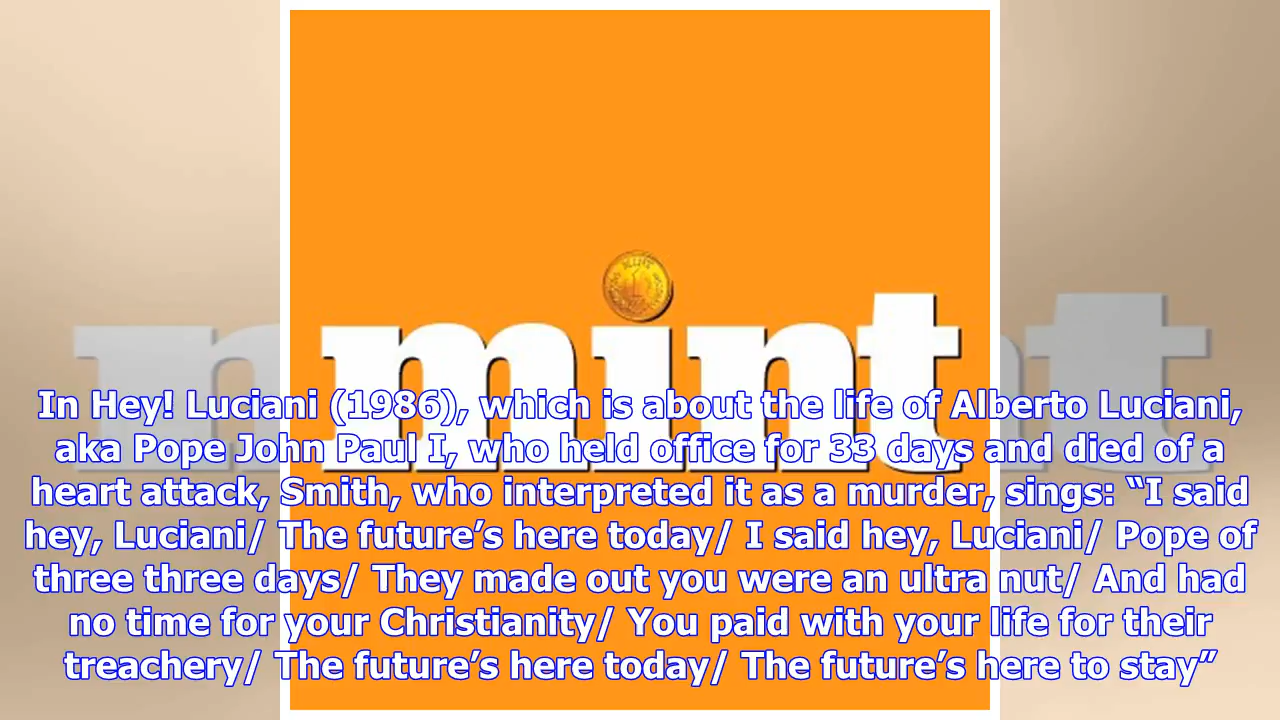 mint
In Hey! Luciani (1986), which is about the life of Alberto Luciani,
aka Pope John Paul I, who held office for 33 days and died of a
heart attack, Smith, who interpreted it as a murder, sings: “I said
hey, Luciani/ The future’s here today/ I said hey, Luciani/ Pope of
three three days/ They made out you were an ultra nut/ And had
no time for your Christianity/ You paid with your life for their
treachery/ The future’s here today/ The future’s here to stay”